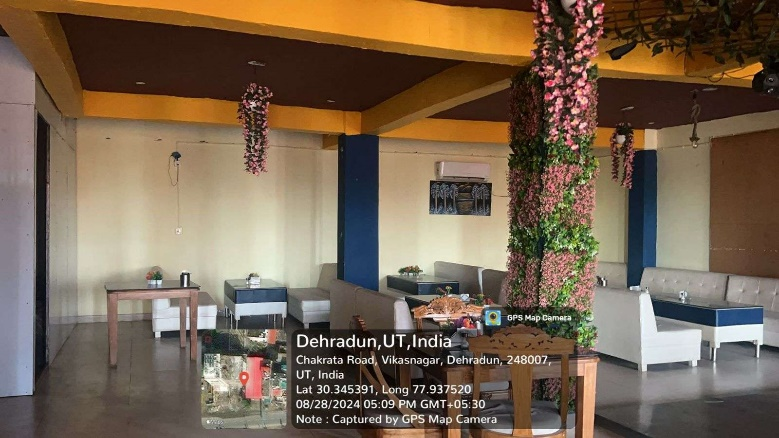 GPS Map Camera
Dehradun,UT,India
Chakrata Road, Vikasnagar, Dehradun, 248007,
UT, India
Lat 30.345391, Long 77.937520
08/28/2024 05:09 PM GMT+05:30
Note : Captured by GPS Map Camera